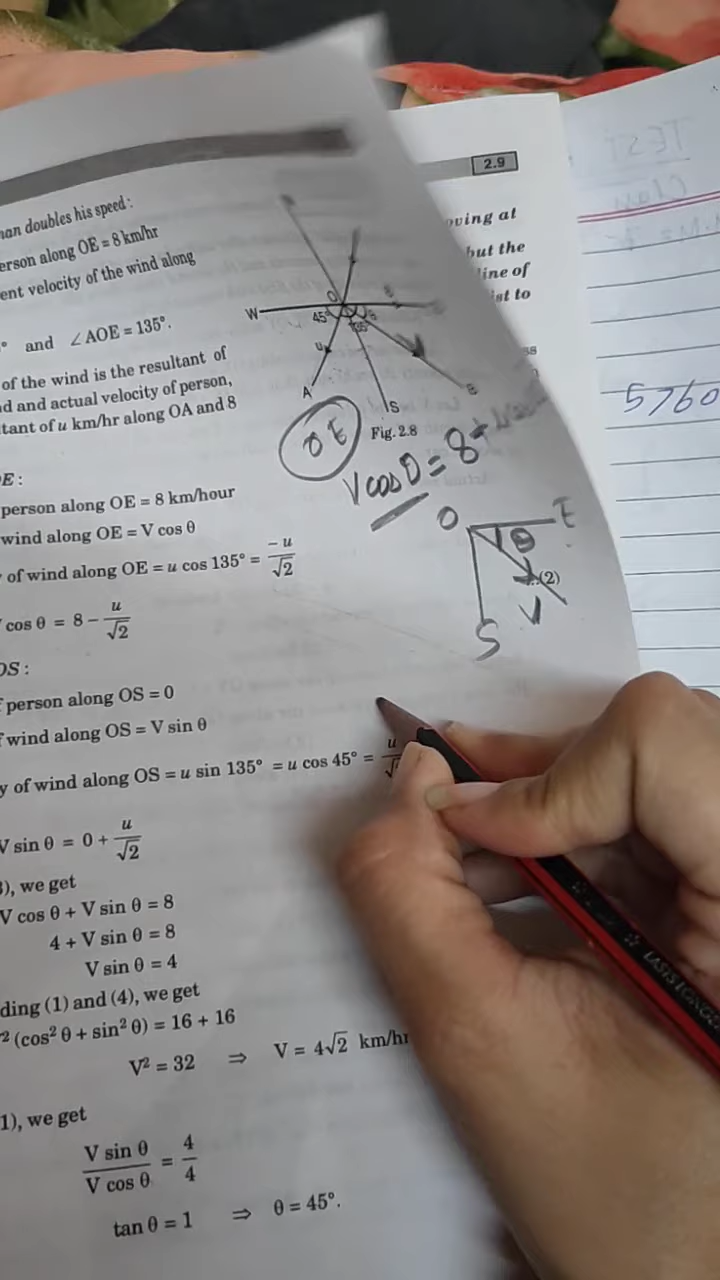 2.9
man doubles his speed :
erson along OE = 8 km/hr
ent velocity of the wind along
° and ∠AOE = 135°.
of the wind is the resultant of
d and actual velocity of person,
tant of u km/hr along OA and 8
oving at
but the
line of
ist to
W
O
45°
135°
u
A
S
B
Fig. 2.8
OE
V cos θ = 8 +
O E
θ
(2)
V
S
E :
person along OE = 8 km/hour
wind along OE = V cos θ
of wind along OE = u cos 135° = -u/√2
cos θ = 8 - u/√2
OS :
person along OS = 0
wind along OS = V sin θ
y of wind along OS = u sin 135° = u cos 45° = u
V sin θ = 0 + u/√2
), we get
V cos θ + V sin θ = 8
4 + V sin θ = 8
V sin θ = 4
ding (1) and (4), we get
² (cos² θ + sin² θ) = 16 + 16
V² = 32 ⇒ V = 4√2 km/hr
1), we get
V sin θ / V cos θ = 4/4
tan θ = 1 ⇒ θ = 45°.
TEST
5760